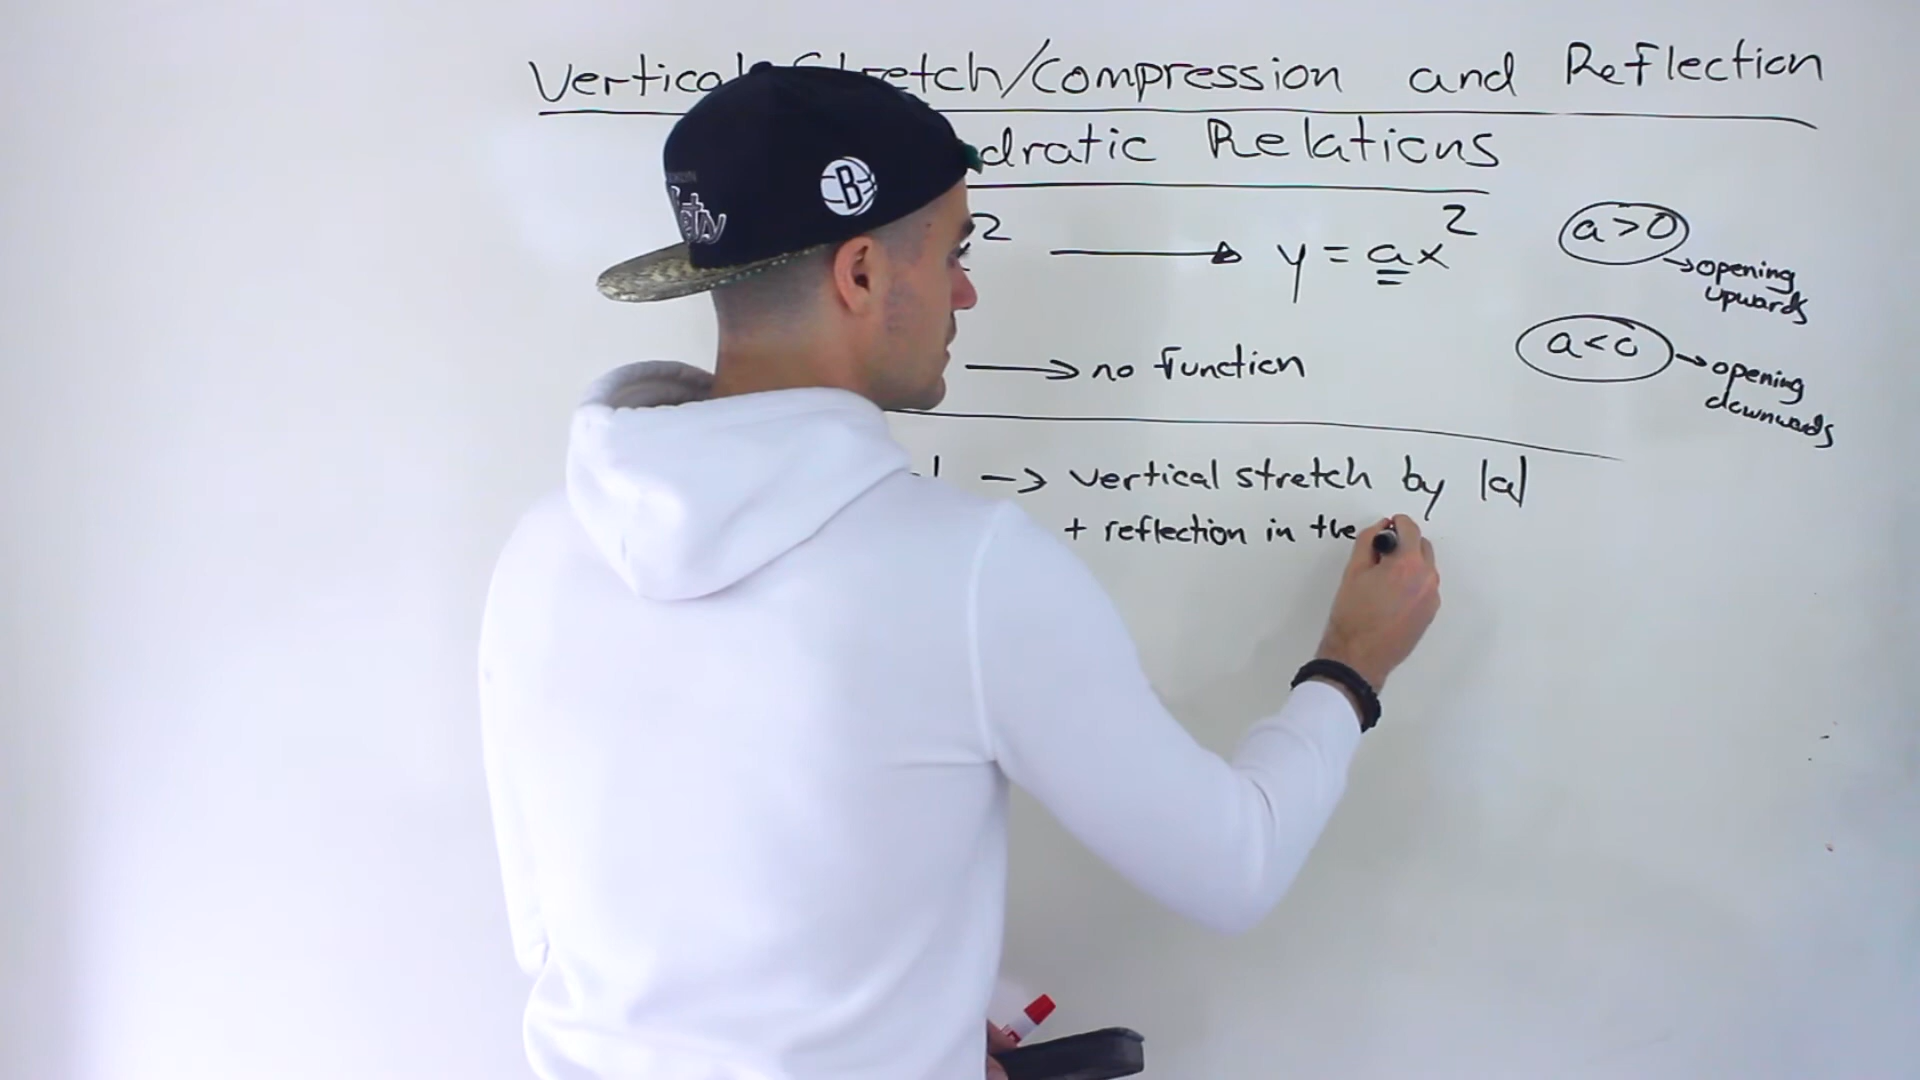 Vertical Stretch/Compression and Reflection
dratic Relations
2 → y = ax²
a>0
→ opening
upwards
→ no function
a<0 → opening
downwards
→ vertical stretch by |a|
+ reflection in the
B